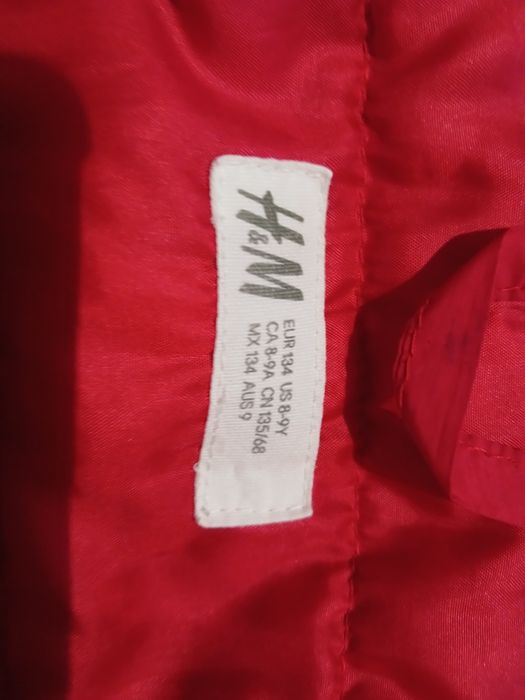 H&M
EUR 134 US 8-9Y
CA 8-9A CN 135/68
MX 134 AUS 9